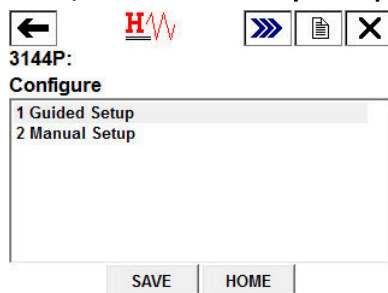 H
3144P:
Configure
1 Guided Setup
2 Manual Setup
SAVE HOME